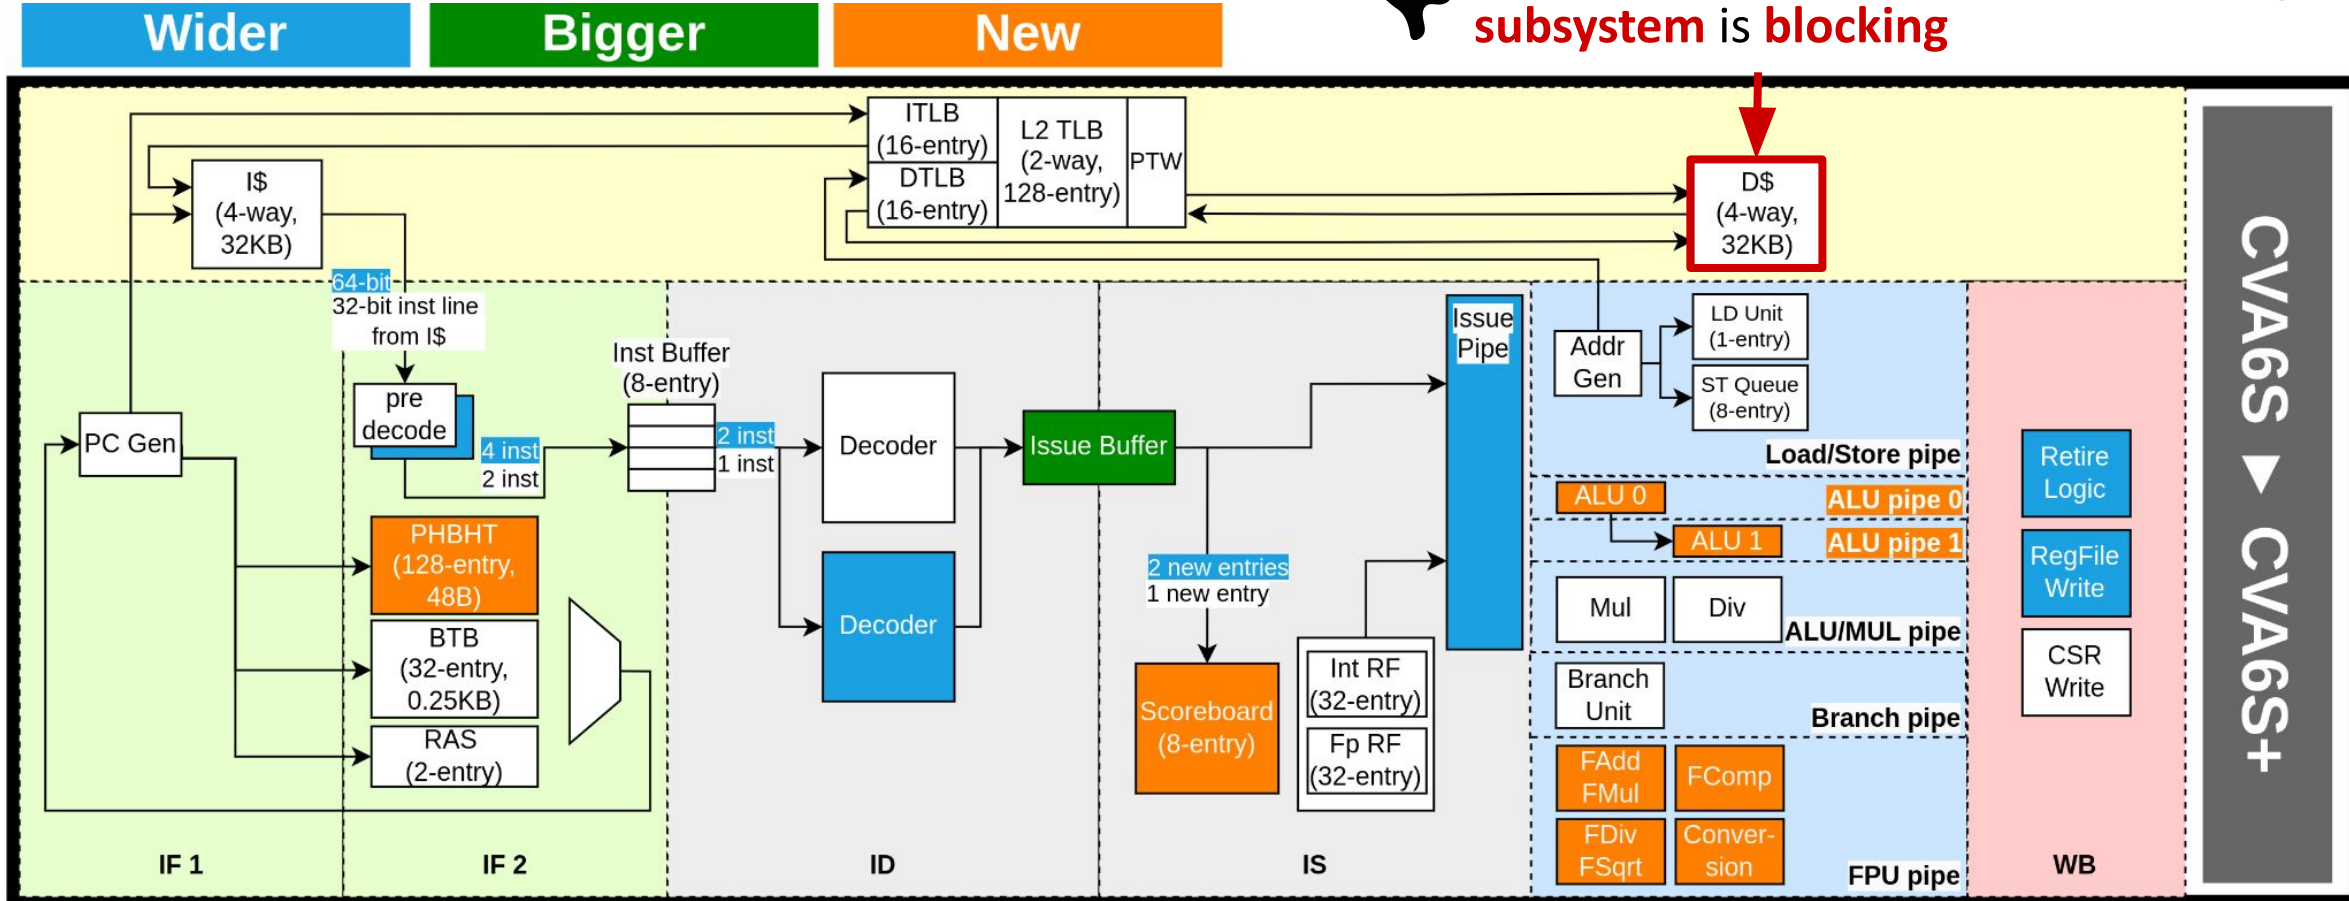 Wider
Bigger
New
subsystem is blocking
ITLB
(16-entry)
DTLB
(16-entry)
L2 TLB
(2-way,
128-entry)
PTW
I$
(4-way,
32KB)
D$
(4-way,
32KB)
64-bit
32-bit inst line
from I$
pre
decode
PC Gen
4 inst
2 inst
Inst Buffer
(8-entry)
2 inst
1 inst
PHBHT
(128-entry,
48B)
BTB
(32-entry,
0.25KB)
RAS
(2-entry)
Decoder
Decoder
Issue Buffer
2 new entries
1 new entry
Scoreboard
(8-entry)
Int RF
(32-entry)
Fp RF
(32-entry)
Issue
Pipe
Addr
Gen
LD Unit
(1-entry)
ST Queue
(8-entry)
Load/Store pipe
ALU 0
ALU pipe 0
ALU 1
ALU pipe 1
Mul
Div
ALU/MUL pipe
Branch
Unit
Branch pipe
FAdd
FMul
FComp
FDiv
FSqrt
Conver-
sion
FPU pipe
Retire
Logic
RegFile
Write
CSR
Write
IF 1
IF 2
ID
IS
WB
CVA6S ▶ CVA6S+